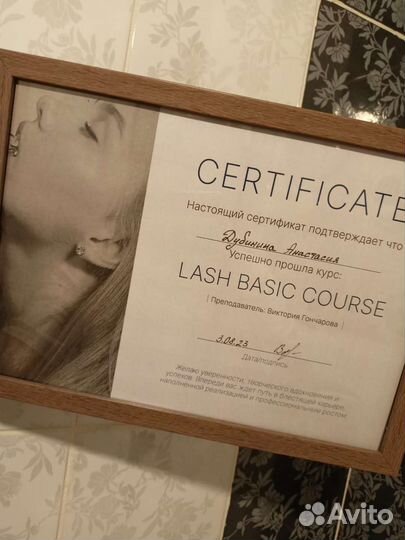 CERTIFICATE
Настоящий сертификат подтверждает что
Дубинина Анастасия
Успешно прошла курс:
LASH BASIC COURSE
| Преподаватель: Виктория Гончарова |
3.08.23
Дата/подпись
Желаю уверенности, творческого вдохновения и
успехов. Впереди вас ждет путь в блестящей карьере,
наполненной реализацией и профессиональным ростом
Avito